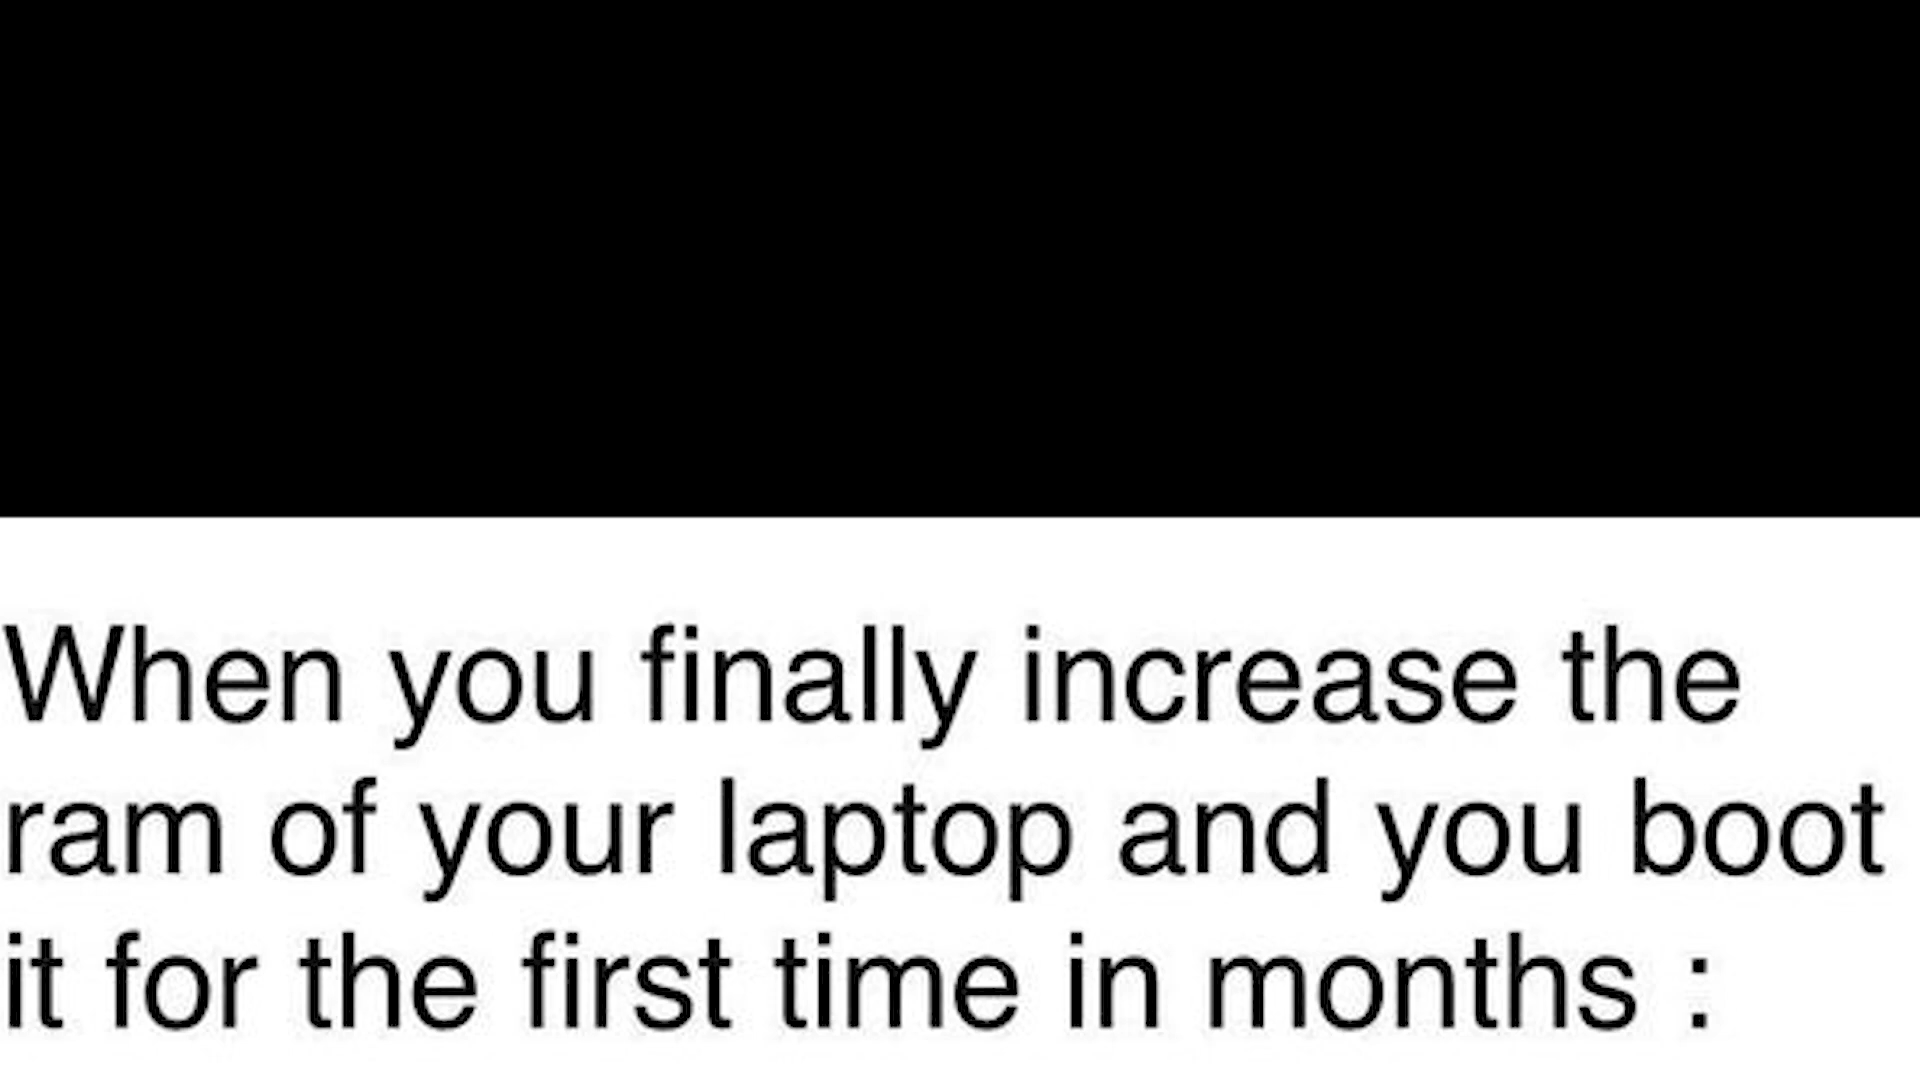 When you finally increase the
ram of your laptop and you boot
it for the first time in months :